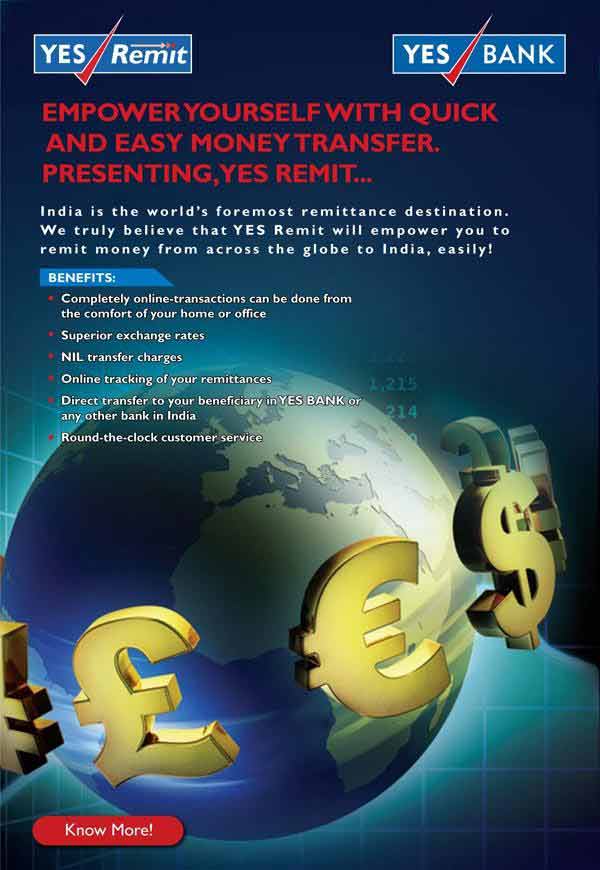 YES Remit
YES BANK
EMPOWER YOURSELF WITH QUICK
AND EASY MONEY TRANSFER.
PRESENTING, YES REMIT...
India is the world's foremost remittance destination.
We truly believe that YES Remit will empower you to
remit money from across the globe to India, easily!
BENEFITS:
• Completely online-transactions can be done from
the comfort of your home or office
• Superior exchange rates
• NIL transfer charges
• Online tracking of your remittances
1,215
• Direct transfer to your beneficiary in YES BANK or
any other bank in India
214
• Round-the-clock customer service
£
€
$
Know More!